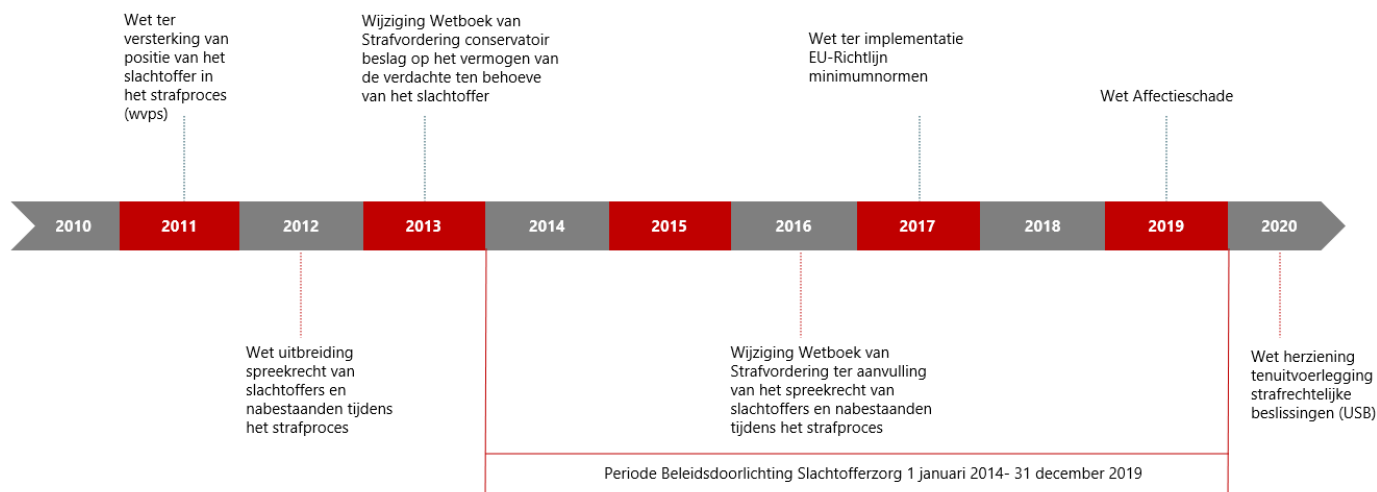 Wet ter
versterking van
positie van het
slachtoffer in
het strafproces
(wvps)
Wijziging Wetboek van
Strafvordering conservatoir
beslag op het vermogen van
de verdachte ten behoeve
van het slachtoffer
Wet ter implementatie
EU-Richtlijn
minimumnormen
Wet Affectieschade
2010
2011
2012
2013
2014
2015
2016
2017
2018
2019
2020
Wet uitbreiding
spreekrecht van
slachtoffers en
nabestaanden tijdens
het strafproces
Wijziging Wetboek van
Strafvordering ter aanvulling
van het spreekrecht van
slachtoffers en nabestaanden
tijdens het strafproces
Wet herziening
tenuitvoerlegging
strafrechtelijke
beslissingen (USB)
Periode Beleidsdoorlichting Slachtofferzorg 1 januari 2014- 31 december 2019